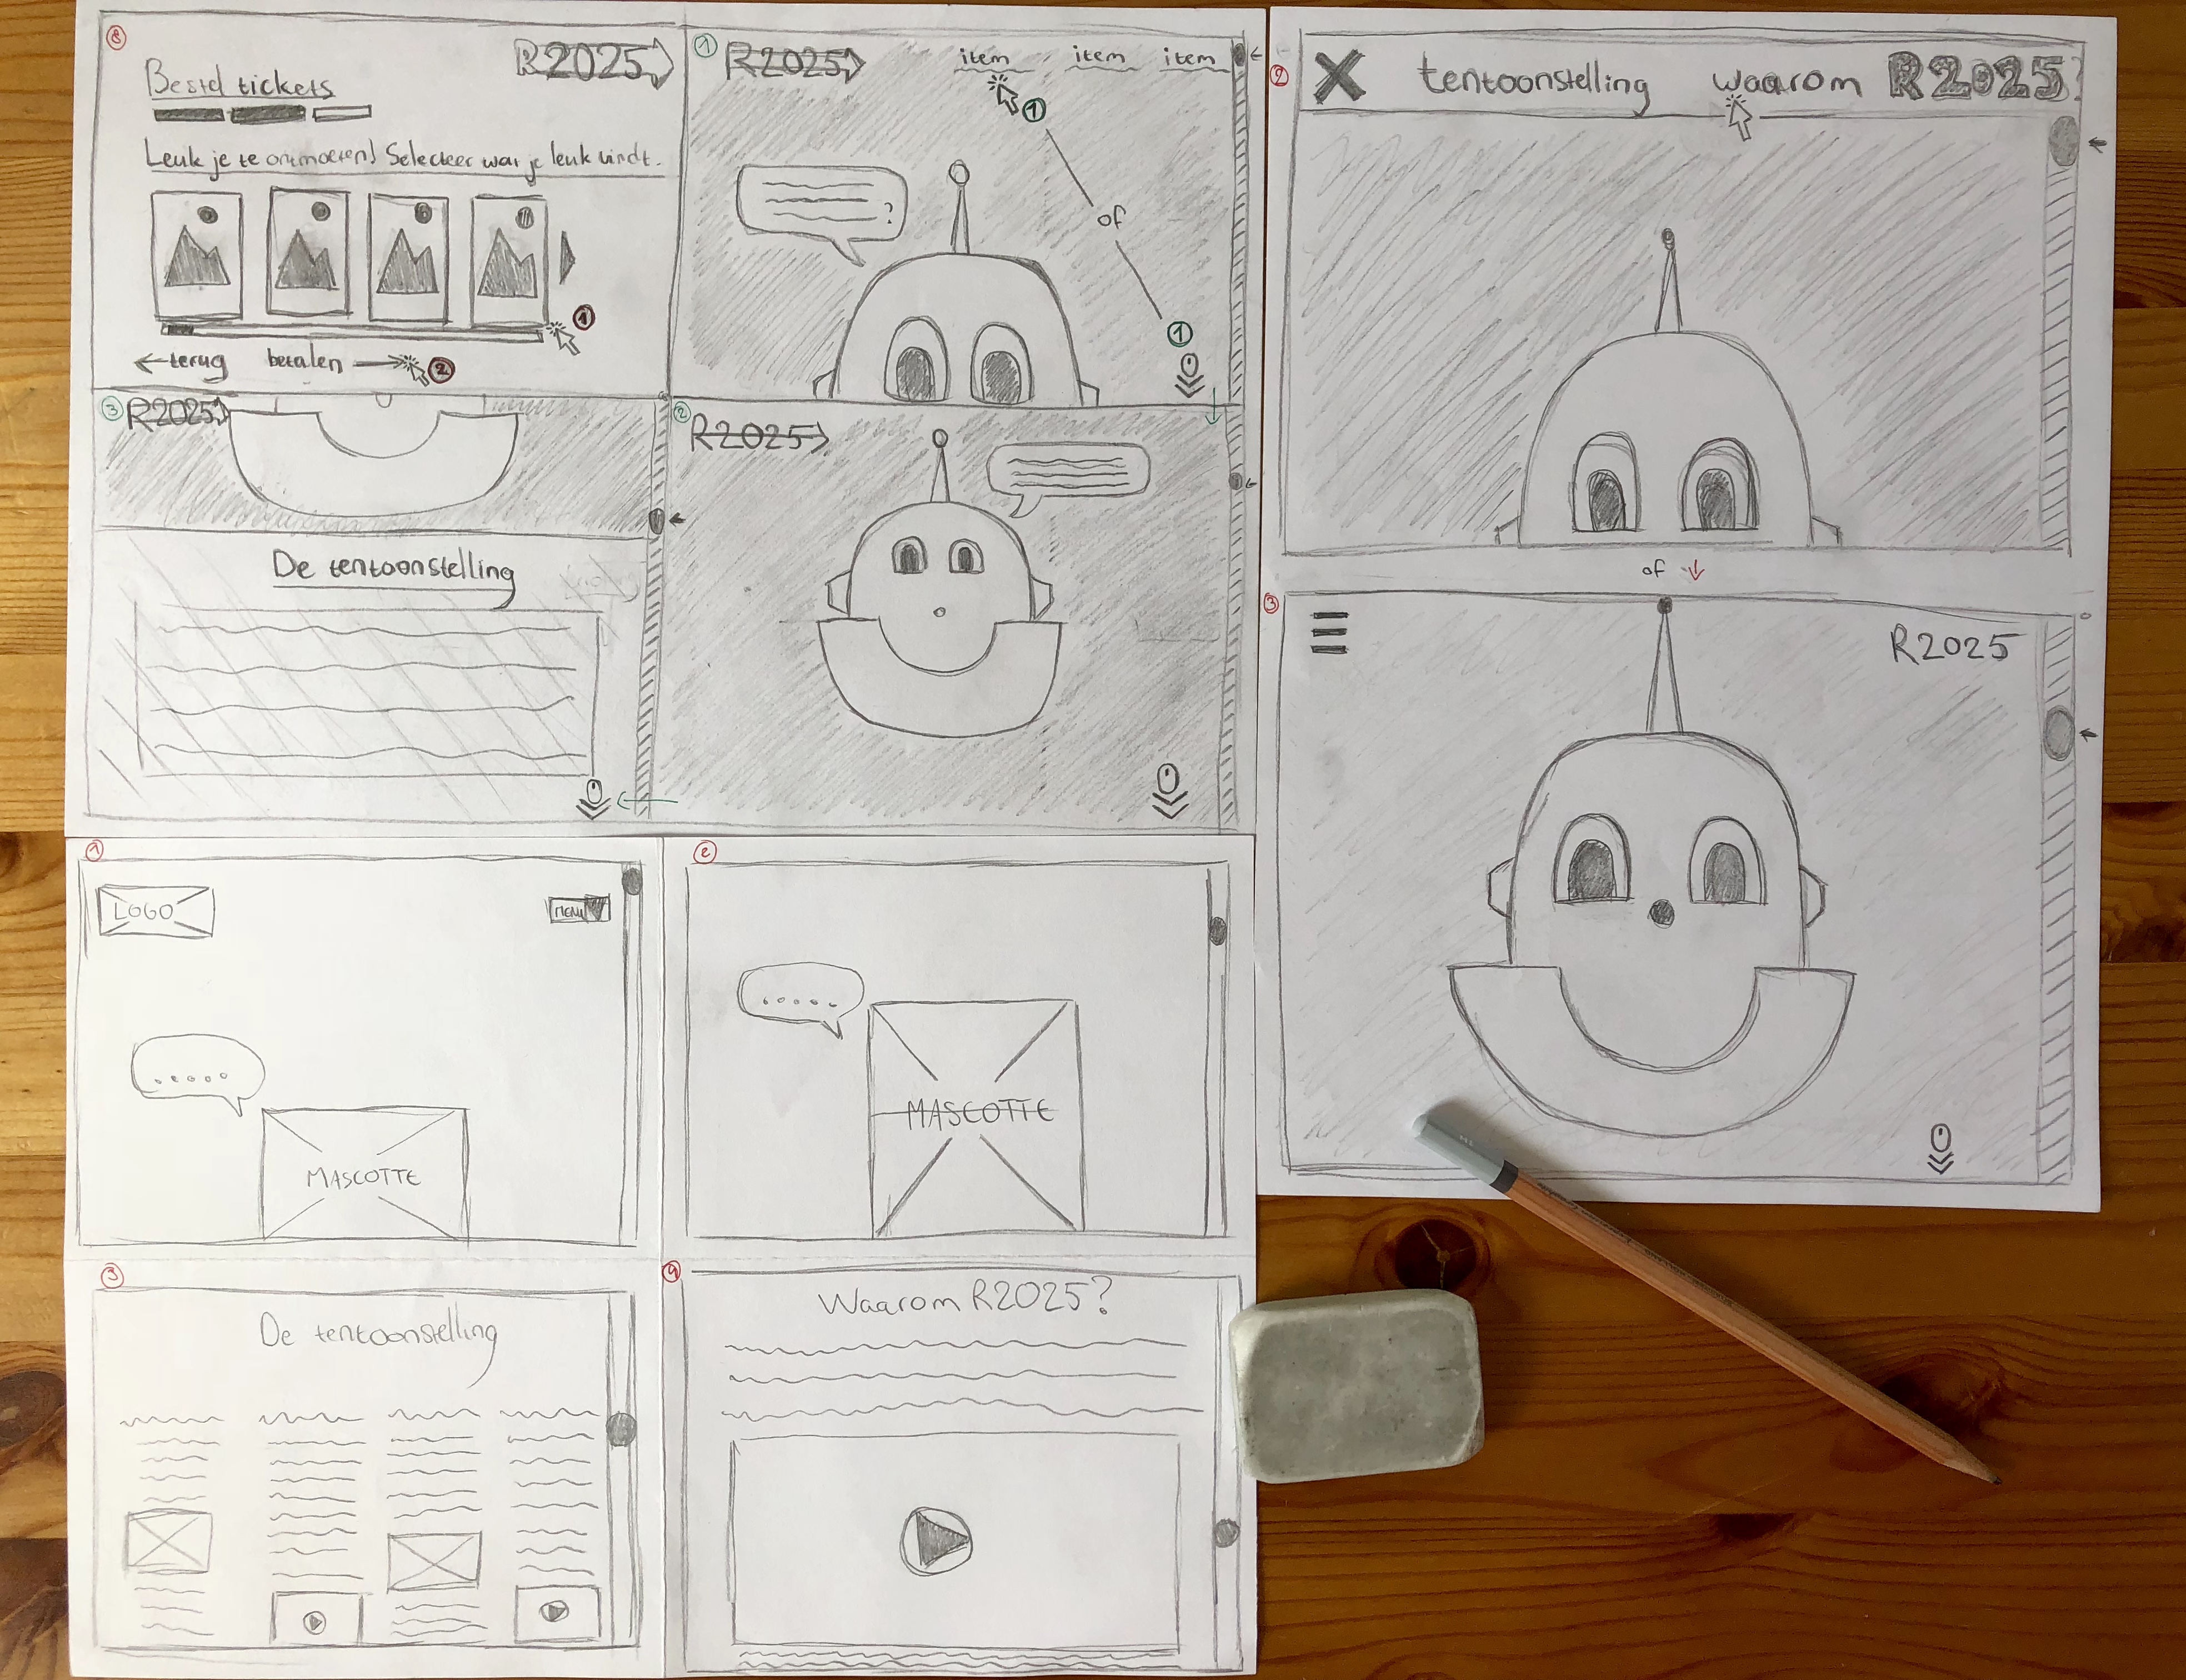 8
R2025
Bestel tickets
Leuk je te ontmoeten! Selecteer wat je leuk vindt.
1
← terug betalen →
2
1
R2025
item item item
1
?
of
1
3
R2025
De tentoonstelling
2
R2025
2
X tentoonstelling waarom R2025?
of ↓
3
R2025
1
LOGO
MENU
.....
MASCOTTE
2
.....
MASCOTTE
3
De tentoonstelling
4
Waarom R2025?